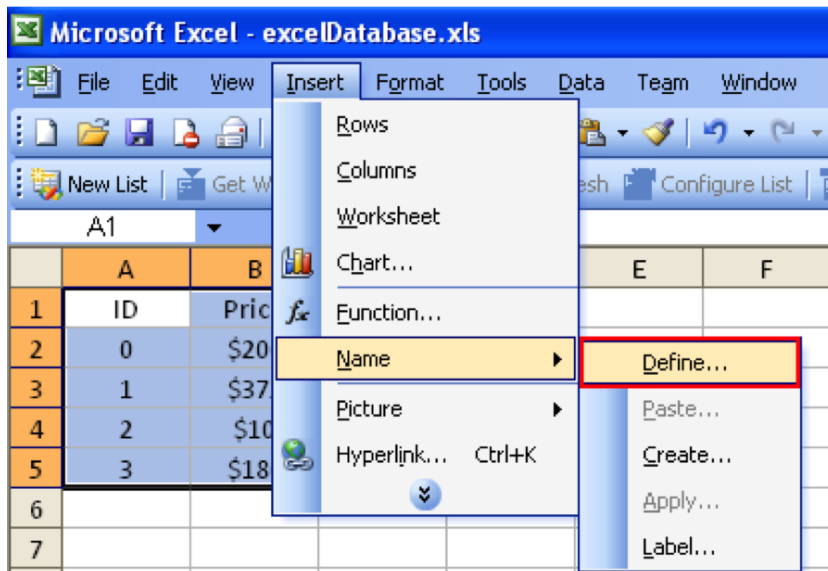 Microsoft Excel - excelDatabase.xls
File Edit View Insert Format Tools Data Team Window
New List Get W esh Configure List
A1
Rows
Columns
Worksheet
Chart...
Function...
Name
Picture
Hyperlink... Ctrl+K
Define...
Paste...
Create...
Apply...
Label...
A B E F
1 ID Pric
2 0 $20
3 1 $37
4 2 $10
5 3 $18
6
7